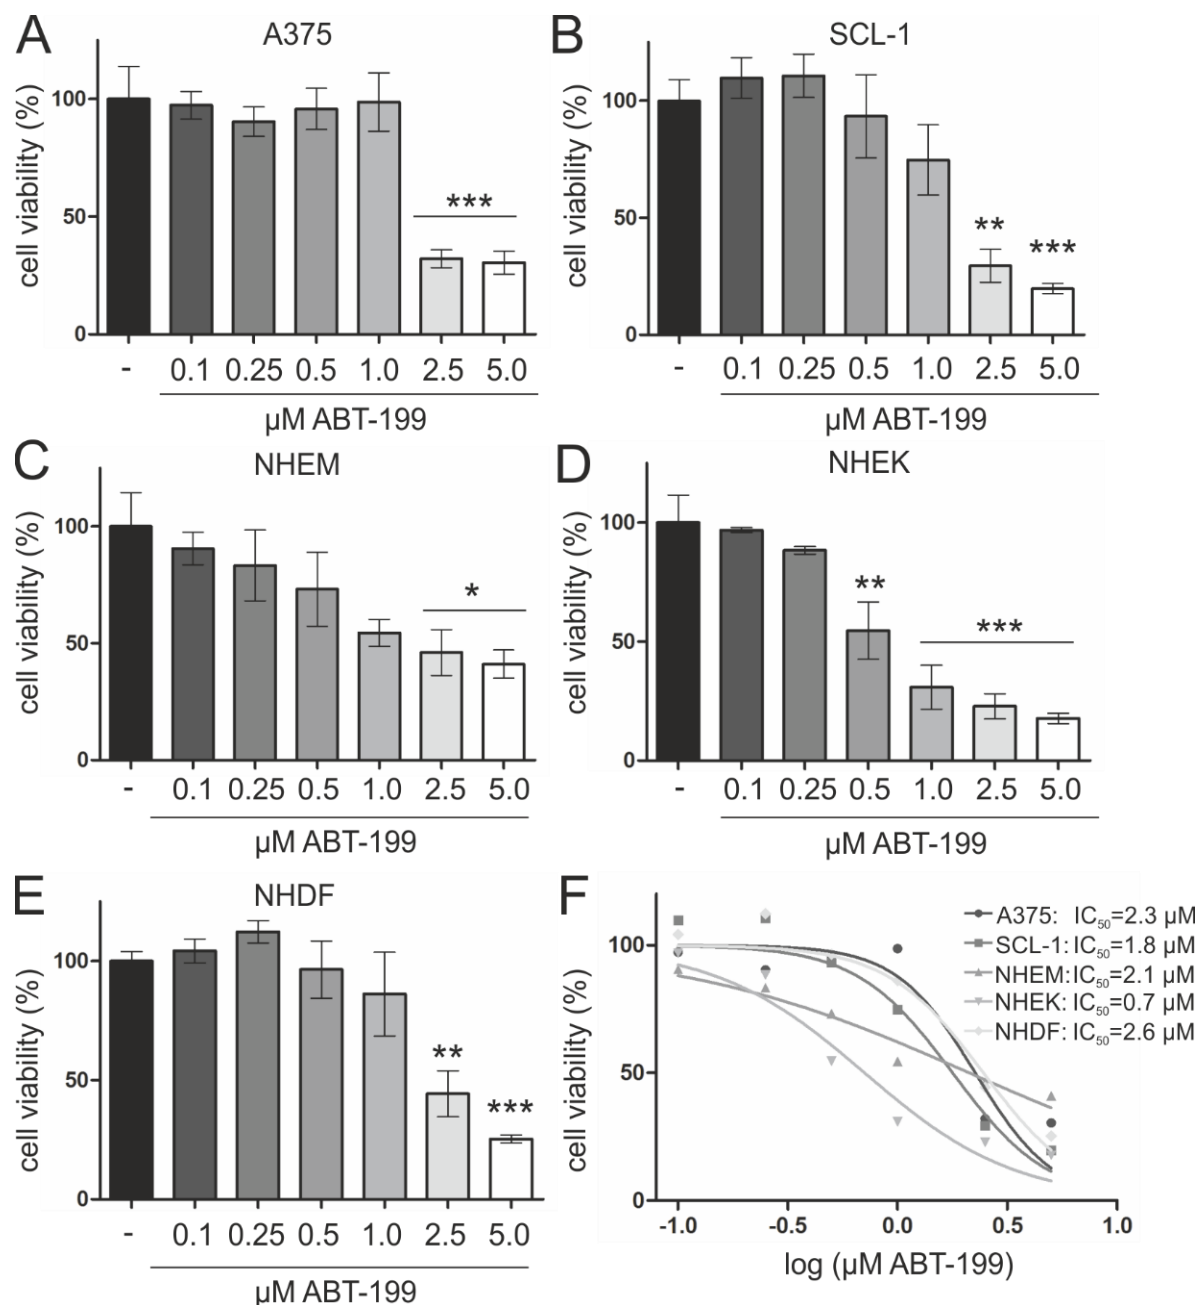 A
A375
cell viability (%)
100
50
0
***
- 0.1 0.25 0.5 1.0 2.5 5.0
µM ABT-199
B
SCL-1
cell viability (%)
100
50
0
**
***
- 0.1 0.25 0.5 1.0 2.5 5.0
µM ABT-199
C
NHEM
cell viability (%)
100
50
0
*
- 0.1 0.25 0.5 1.0 2.5 5.0
µM ABT-199
D
NHEK
cell viability (%)
100
50
0
**
***
- 0.1 0.25 0.5 1.0 2.5 5.0
µM ABT-199
E
NHDF
cell viability (%)
100
50
0
**
***
- 0.1 0.25 0.5 1.0 2.5 5.0
µM ABT-199
F
A375: IC₅₀=2.3 µM
SCL-1: IC₅₀=1.8 µM
NHEM: IC₅₀=2.1 µM
NHEK: IC₅₀=0.7 µM
NHDF: IC₅₀=2.6 µM
cell viability (%)
100
50
0
-1.0 -0.5 0.0 0.5 1.0
log (µM ABT-199)